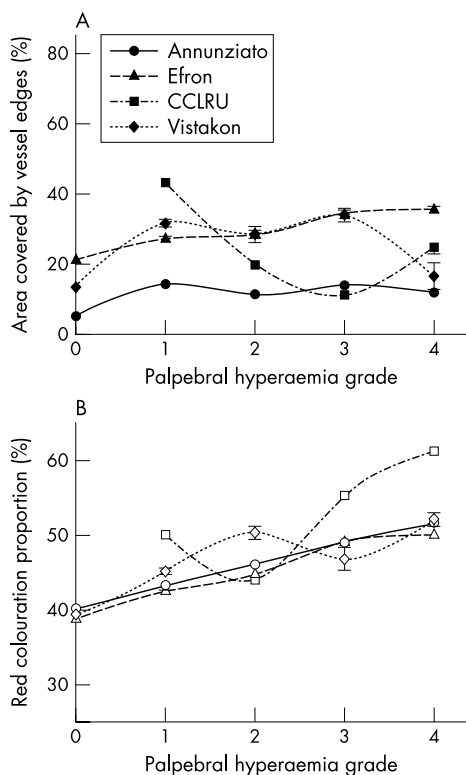 A
Area covered by vessel edges (%)
80
60
40
20
0
Annunziato
Efron
CCLRU
Vistakon
0 1 2 3 4
Palpebral hyperaemia grade
B
Red colouration proportion (%)
60
50
40
30
0 1 2 3 4
Palpebral hyperaemia grade